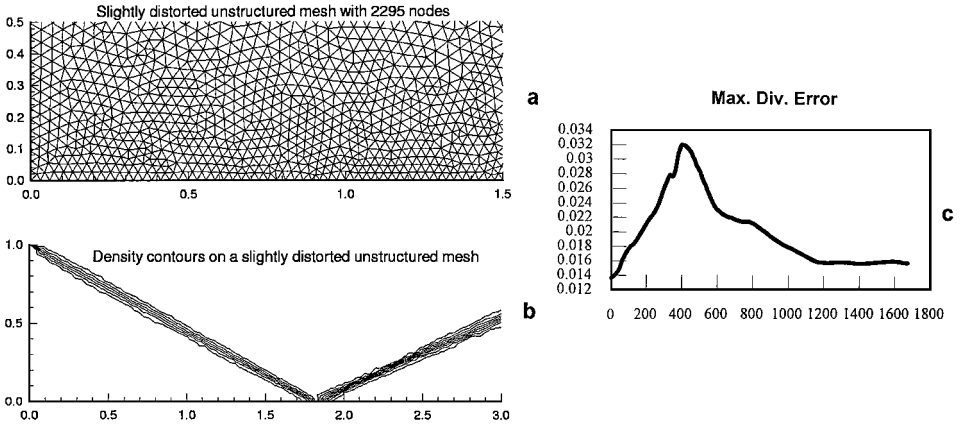 Slightly distorted unstructured mesh with 2295 nodes
0.5
0.4
0.3
0.2
0.1
0.0
0.0 0.5 1.0 1.5
a
Density contours on a slightly distorted unstructured mesh
1.0
0.5
0.0
0.0 0.5 1.0 1.5 2.0 2.5 3.0
b
Max. Div. Error
0.034
0.032
0.03
0.028
0.026
0.024
0.022
0.02
0.018
0.016
0.014
0.012
0 200 400 600 800 1000 1200 1400 1600 1800
c